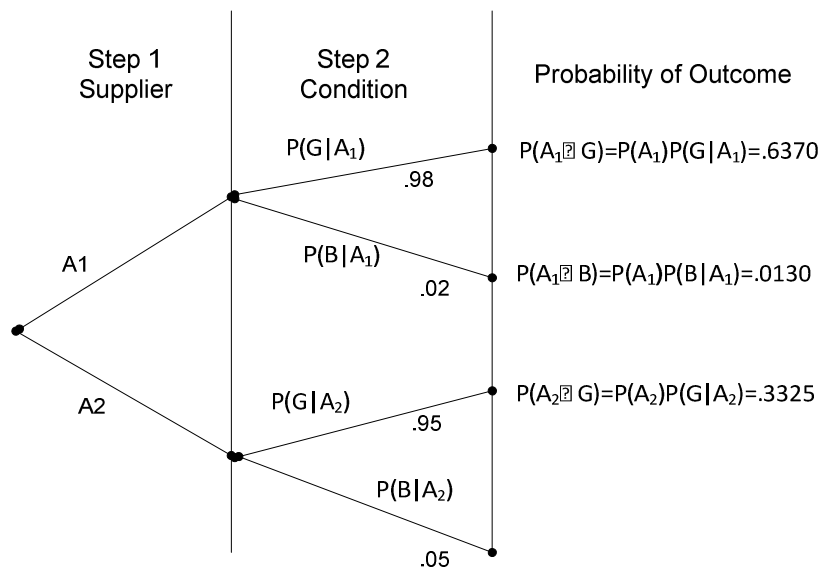 Step 1
Supplier
Step 2
Condition
Probability of Outcome
P(G|A₁)
.98
P(A₁⍰ G)=P(A₁)P(G|A₁)=.6370
P(B|A₁)
.02
P(A₁⍰ B)=P(A₁)P(B|A₁)=.0130
A1
A2
P(G|A₂)
.95
P(A₂⍰ G)=P(A₂)P(G|A₂)=.3325
P(B|A₂)
.05